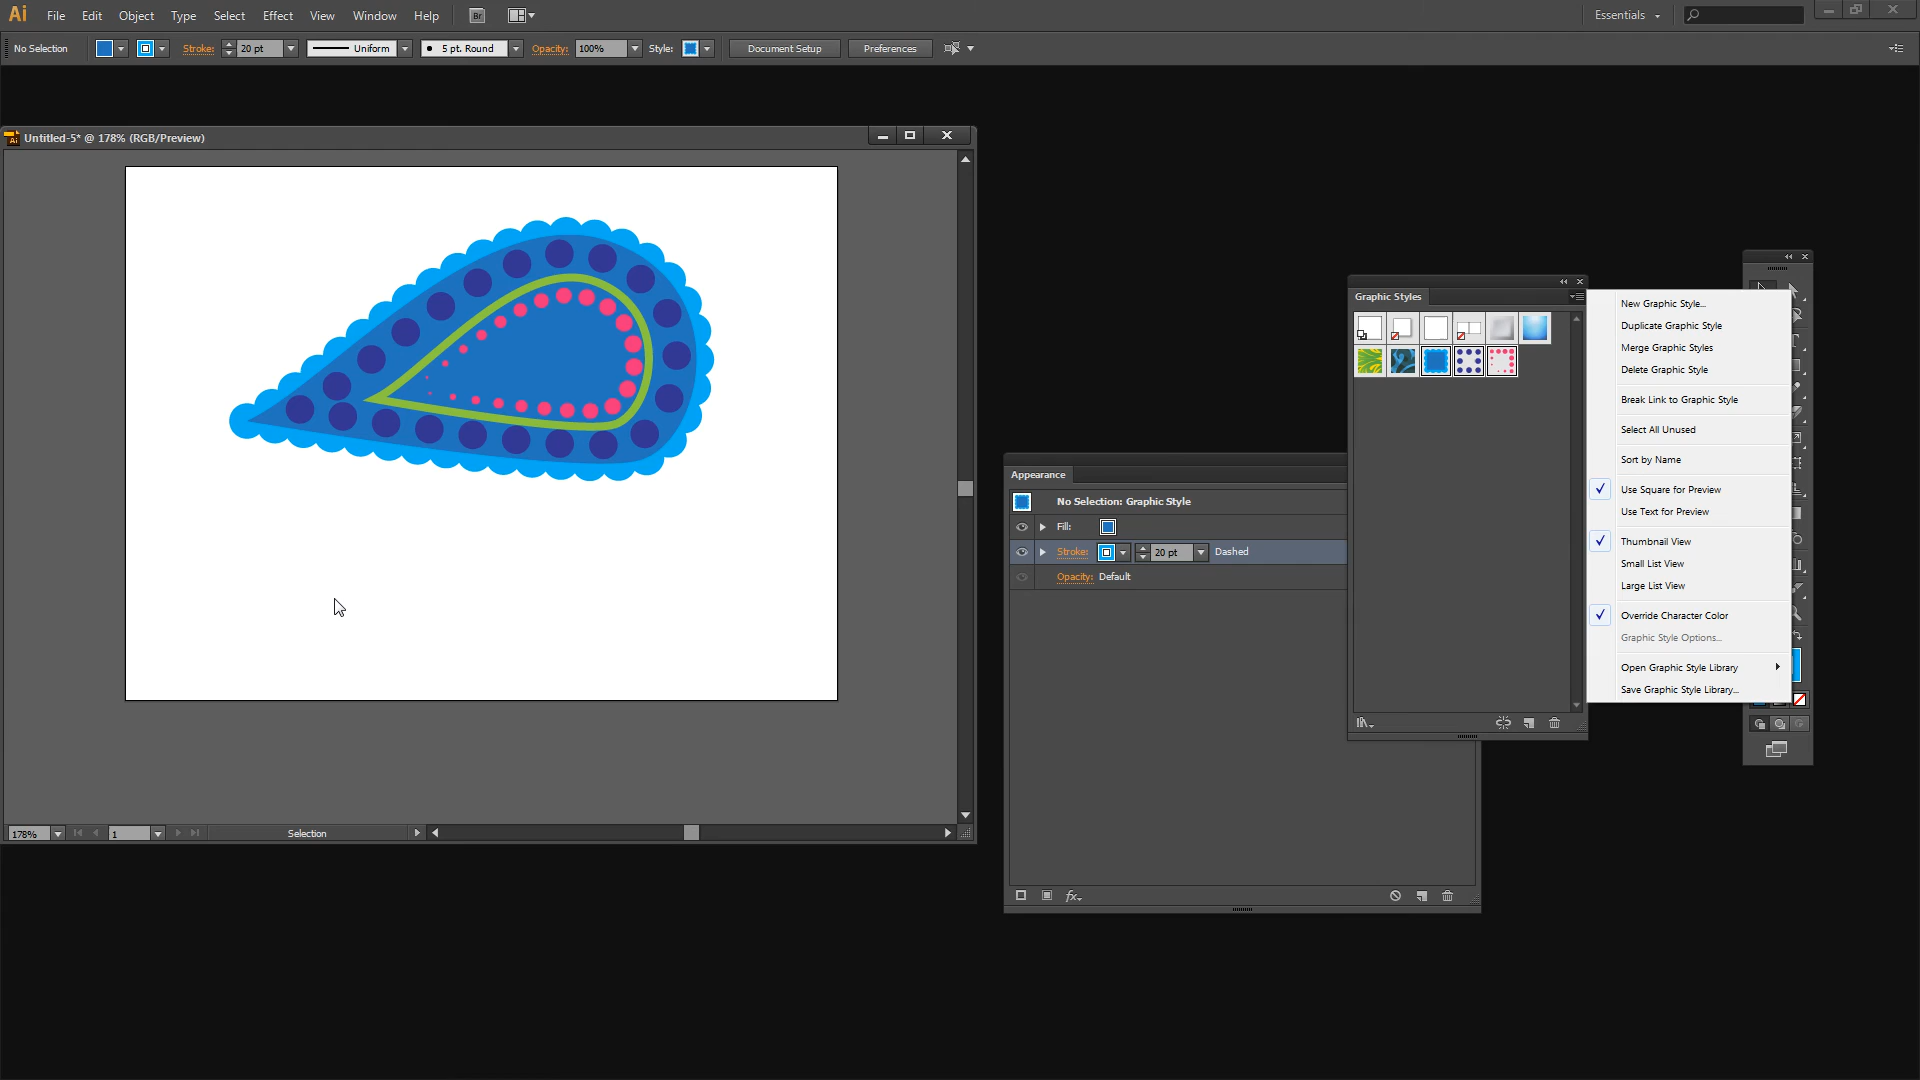 Ai File Edit Object Type Select Effect View Window Help Br Essentials
No Selection Stroke: 20 pt Uniform 5 pt. Round Opacity: 100% Style: Document Setup Preferences
Untitled-5* @ 178% (RGB/Preview)
Graphic Styles
New Graphic Style...
Duplicate Graphic Style
Merge Graphic Styles
Delete Graphic Style
Break Link to Graphic Style
Select All Unused
Sort by Name
Use Square for Preview
Use Text for Preview
Thumbnail View
Small List View
Large List View
Override Character Color
Graphic Style Options...
Open Graphic Style Library
Save Graphic Style Library...
Appearance
No Selection: Graphic Style
Fill:
Stroke: 20 pt Dashed
Opacity: Default
fx
178% 1 Selection